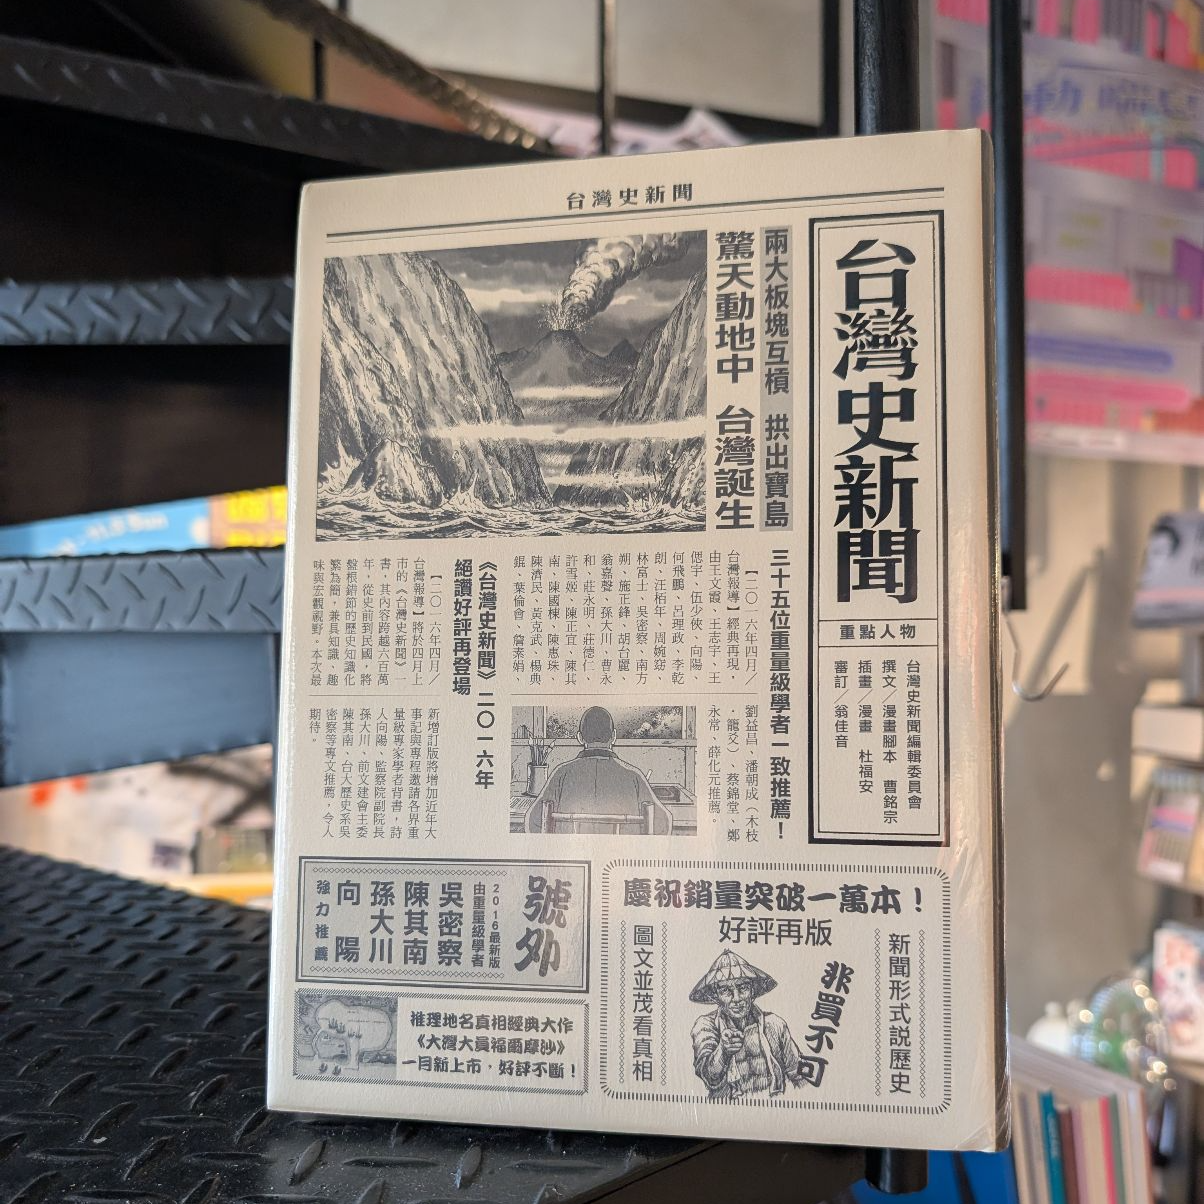 台灣史新聞
台灣史新聞
重點人物
台灣史新聞編輯委員會
撰文／漫畫腳本　曹銘宗
插畫／漫畫　杜福安
審訂／翁佳音
兩大板塊互槓　拱出寶島
驚天動地中　台灣誕生
三十五位重量級學者一致推薦！
【二〇一六年四月／
台灣報導】經典再現，
由王文霞、王志宇、王
偲宇、伍少俠、向陽、
何飛鵬、呂理政、李乾
朗、汪栢年、周婉窈、
林富士、吳密察、南方
朔、施正鋒、胡台麗、
翁嘉聲、孫大川、曹永
和、莊永明、莊德仁、
許雪姬、陳正宜、陳其
南、陳國棟、陳惠珠、
陳濟民、黃克武、楊典
錕、葉倫會、詹素娟、
劉益昌、潘朝成（木枝
・籠爻）、蔡錦堂、鄭
永常、薛化元推薦。
《台灣史新聞》二〇一六年
絕讚好評再登場
【二〇一六年四月／
台灣報導】將於四月上
市的《台灣史新聞》一
書，其內容跨越六百萬
年，從史前到民國，將
盤根錯節的歷史知識化
繁為簡，兼具知識、趣
味與宏觀視野。本次最
新增訂版將增加近年大
事記與專程邀請各界重
量級專家學者背書，詩
人向陽、監察院副院長
孫大川、前文建會主委
陳其南、台大歷史系吳
密察等專文推薦，令人
期待。
號外
2016最新版
由重量級學者
吳密察
陳其南
孫大川
向陽
強力推薦
推理地名真相經典大作
《大灣大員福爾摩沙》
一月新上市，好評不斷！
慶祝銷量突破一萬本！
好評再版
新聞形式說歷史
非買不可
圖文並茂看真相